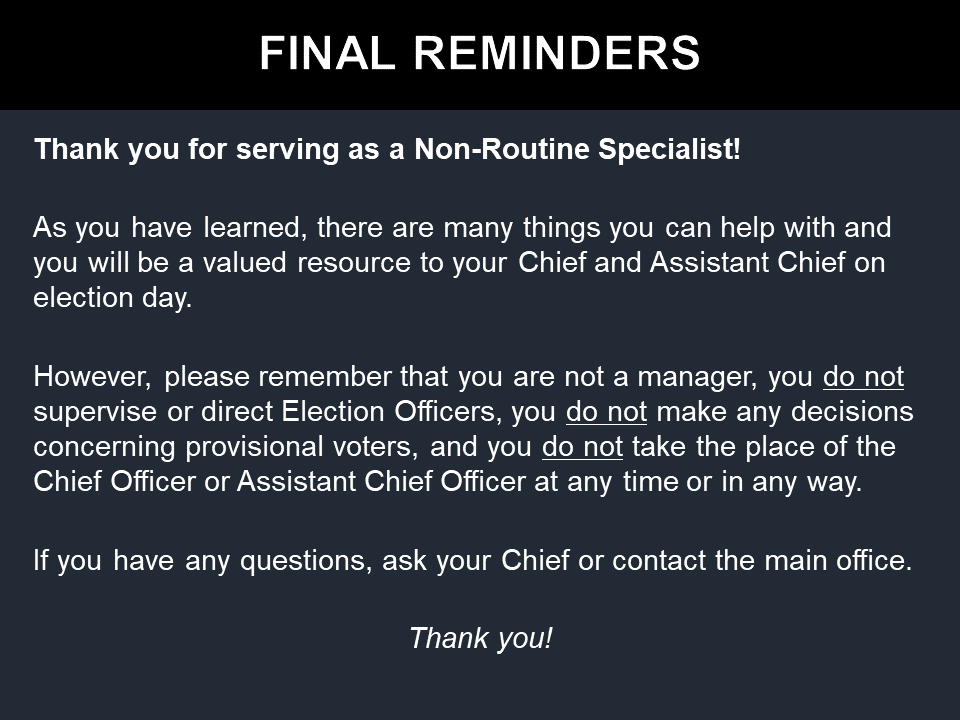 FINAL REMINDERS
Thank you for serving as a Non-Routine Specialist!
As you have learned, there are many things you can help with and
you will be a valued resource to your Chief and Assistant Chief on
election day.
However, please remember that you are not a manager, you do not
supervise or direct Election Officers, you do not make any decisions
concerning provisional voters, and you do not take the place of the
Chief Officer or Assistant Chief Officer at any time or in any way.
If you have any questions, ask your Chief or contact the main office.
Thank you!